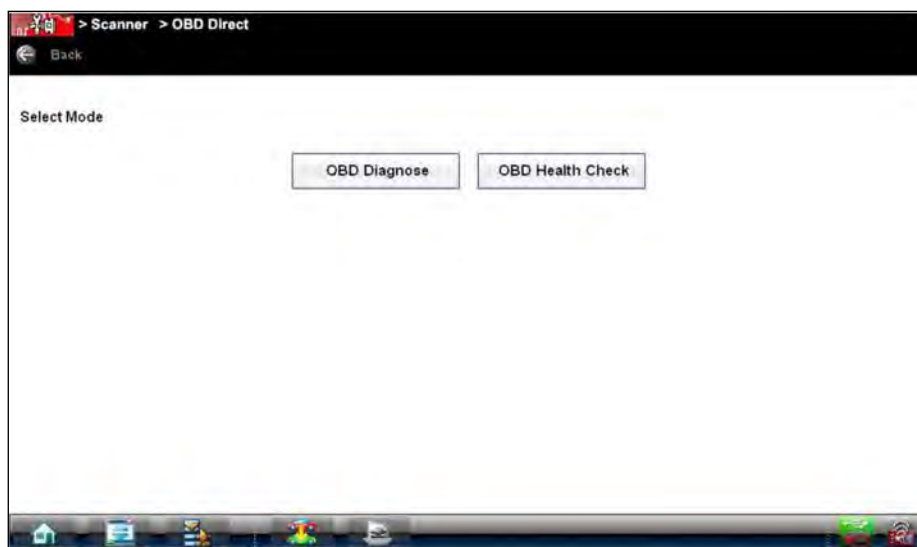 > Scanner > OBD Direct
Back
Select Mode
OBD Diagnose
OBD Health Check